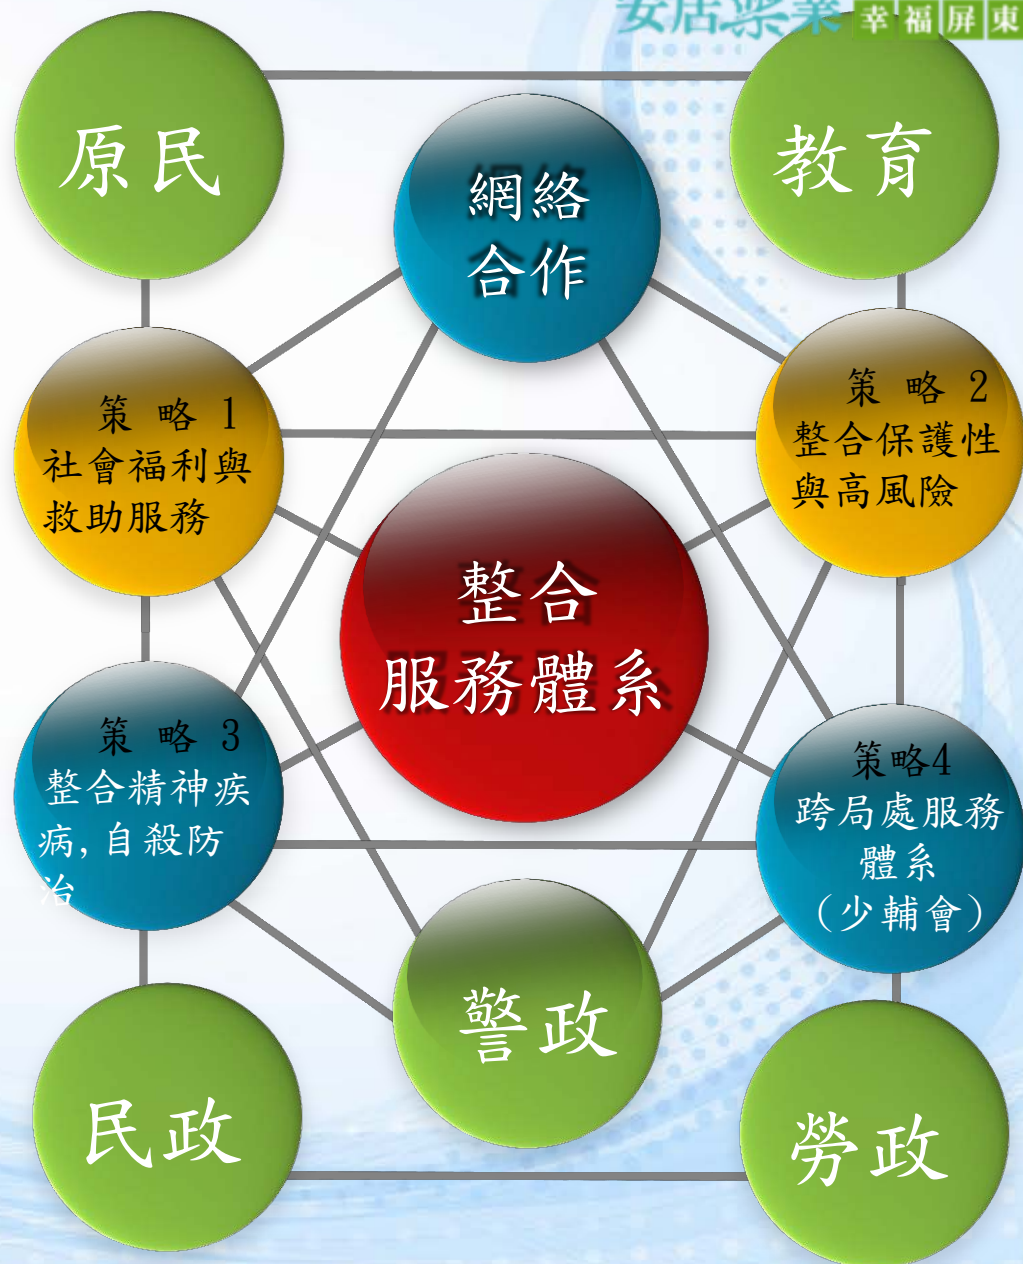 安居樂業 幸福屏東
原民
教育
網絡
合作
策 略 1
社會福利與
救助服務
策 略 2
整合保護性
與高風險
整合
服務體系
策 略 3
整合精神疾
病,自殺防
治
策略4
跨局處服務
體系
(少輔會)
警政
民政
勞政